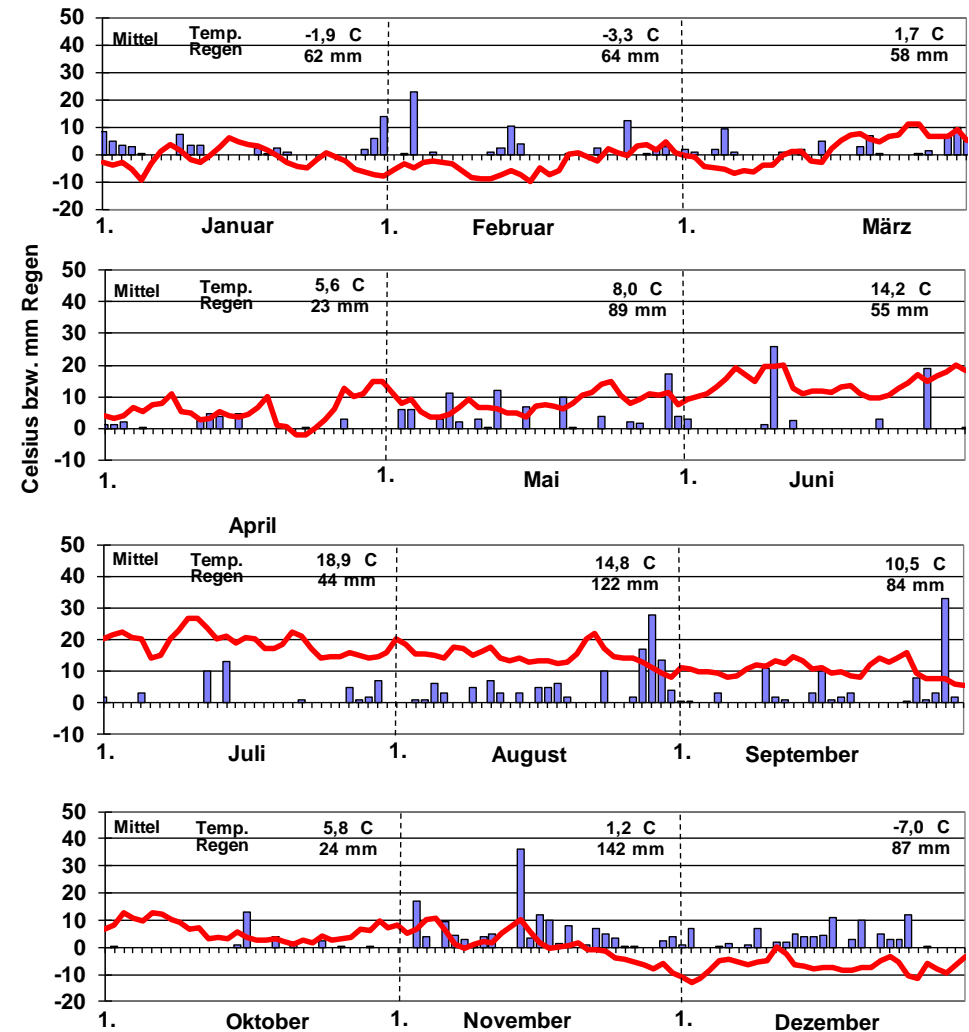 Celsius bzw. mm Regen
50
40
30
20
10
0
-10
-20
Mittel Temp. -1,9 C -3,3 C 1,7 C
Regen 62 mm 64 mm 58 mm
1. Januar 1. Februar 1. März
50
40
30
20
10
0
-10
Mittel Temp. 5,6 C 8,0 C 14,2 C
Regen 23 mm 89 mm 55 mm
1. 1. Mai 1. Juni
April
50
40
30
20
10
0
-10
Mittel Temp. 18,9 C 14,8 C 10,5 C
Regen 44 mm 122 mm 84 mm
1. Juli 1. August 1. September
50
40
30
20
10
0
-10
-20
Mittel Temp. 5,8 C 1,2 C -7,0 C
Regen 24 mm 142 mm 87 mm
1. Oktober 1. November 1. Dezember